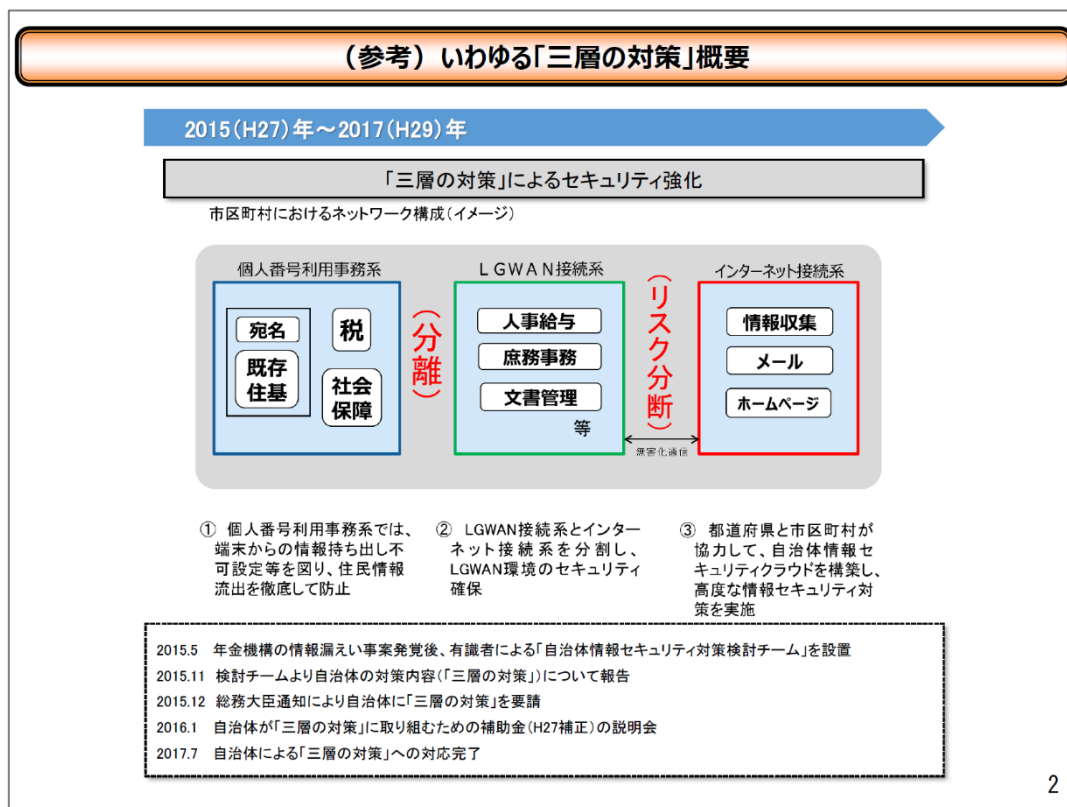 （参考）いわゆる「三層の対策」概要
2015（H27）年～2017（H29）年
「三層の対策」によるセキュリティ強化
市区町村におけるネットワーク構成（イメージ）
個人番号利用事務系
宛名
既存
住基
税
社会
保障
（分離）
ＬＧＷＡＮ接続系
人事給与
庶務事務
文書管理
等
（リスク分断）
無害化通信
インターネット接続系
情報収集
メール
ホームページ
① 個人番号利用事務系では、
端末からの情報持ち出し不
可設定等を図り、住民情報
流出を徹底して防止
② LGWAN接続系とインター
ネット接続系を分割し、
LGWAN環境のセキュリティ
確保
③ 都道府県と市区町村が
協力して、自治体情報セ
キュリティクラウドを構築し、
高度な情報セキュリティ対
策を実施
2015.5 年金機構の情報漏えい事案発覚後、有識者による「自治体情報セキュリティ対策検討チーム」を設置
2015.11 検討チームより自治体の対策内容（「三層の対策」）について報告
2015.12 総務大臣通知により自治体に「三層の対策」を要請
2016.1 自治体が「三層の対策」に取り組むための補助金（H27補正）の説明会
2017.7 自治体による「三層の対策」への対応完了
2